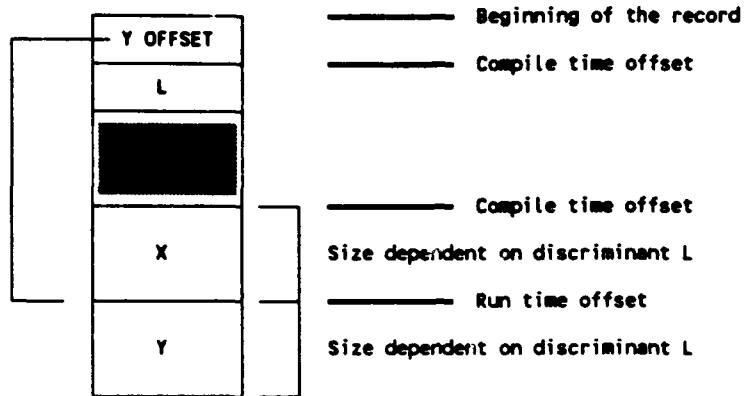 Beginning of the record
Y OFFSET
Compile time offset
L
Compile time offset
X
Size dependent on discriminant L
Run time offset
Y
Size dependent on discriminant L